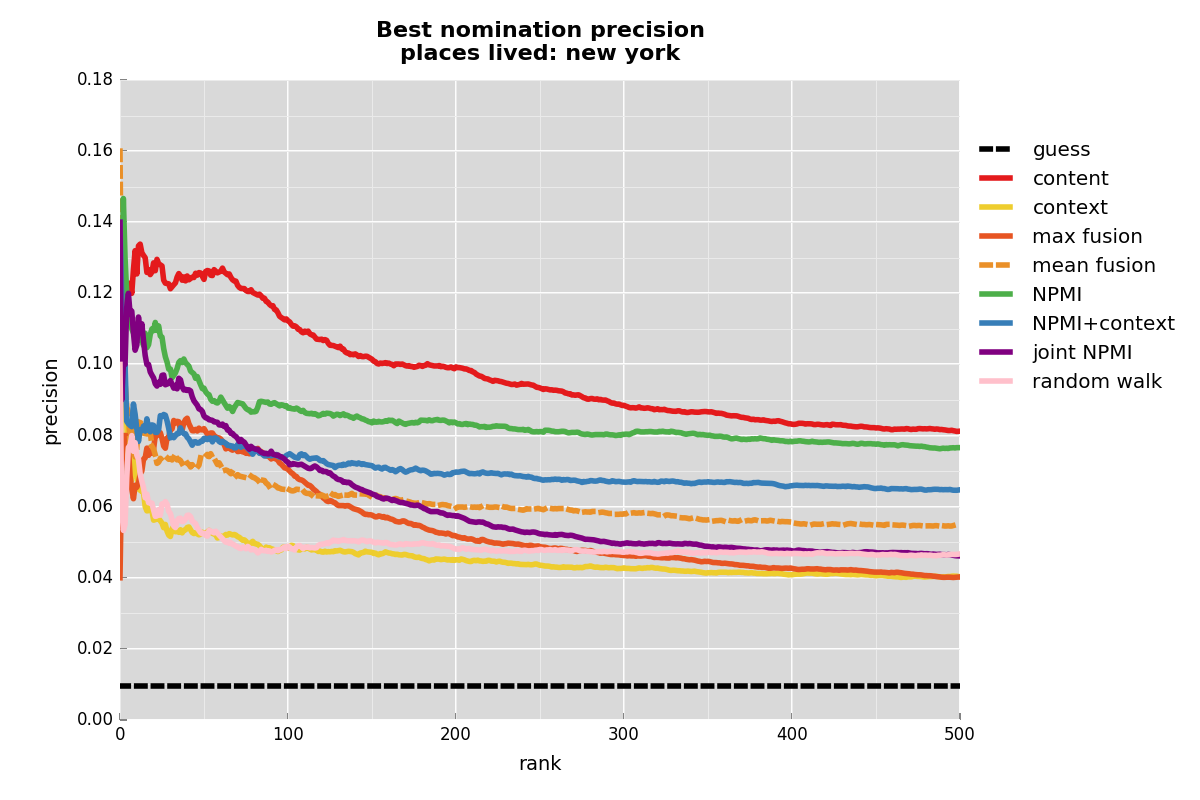 Best nomination precision
places lived: new york
0.18
0.16
0.14
0.12
0.10
0.08
0.06
0.04
0.02
0.00
precision
0 100 200 300 400 500
rank
guess
content
context
max fusion
mean fusion
NPMI
NPMI+context
joint NPMI
random walk